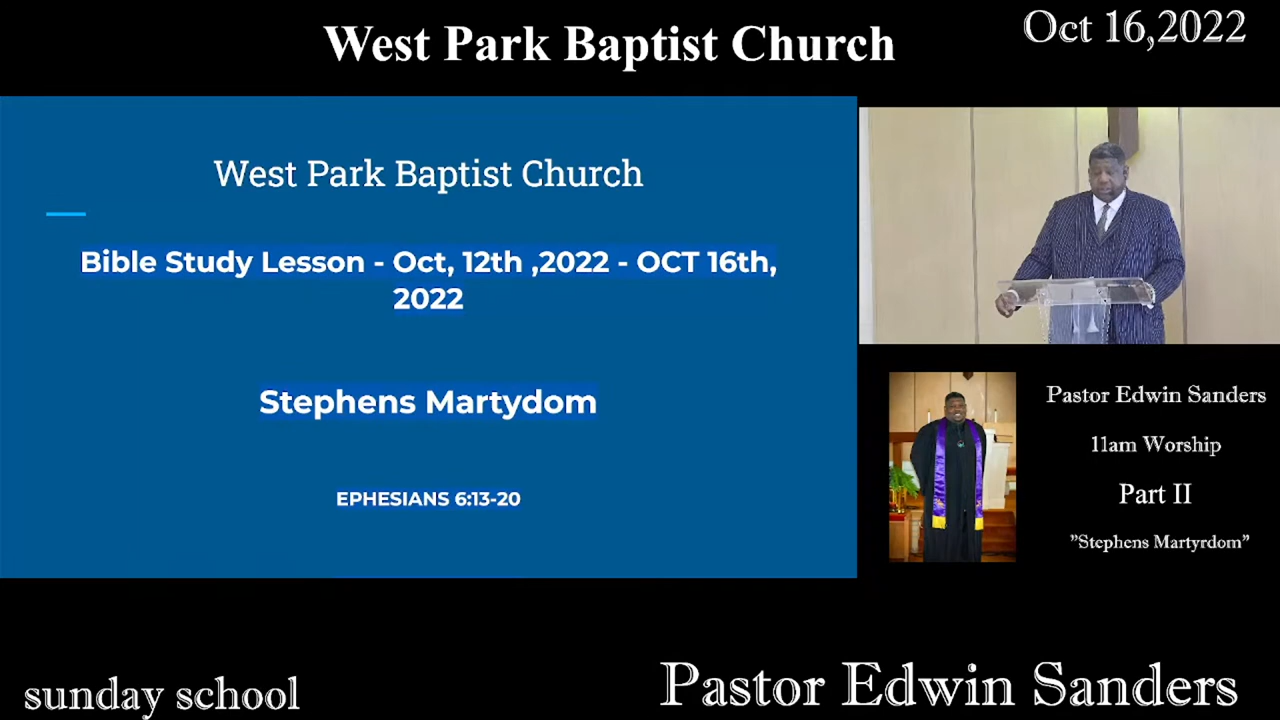 West Park Baptist Church
Oct 16,2022
West Park Baptist Church
Bible Study Lesson - Oct, 12th ,2022 - OCT 16th,
2022
Stephens Martydom
EPHESIANS 6:13-20
Pastor Edwin Sanders
11am Worship
Part II
"Stephens Martyrdom"
sunday school
Pastor Edwin Sanders